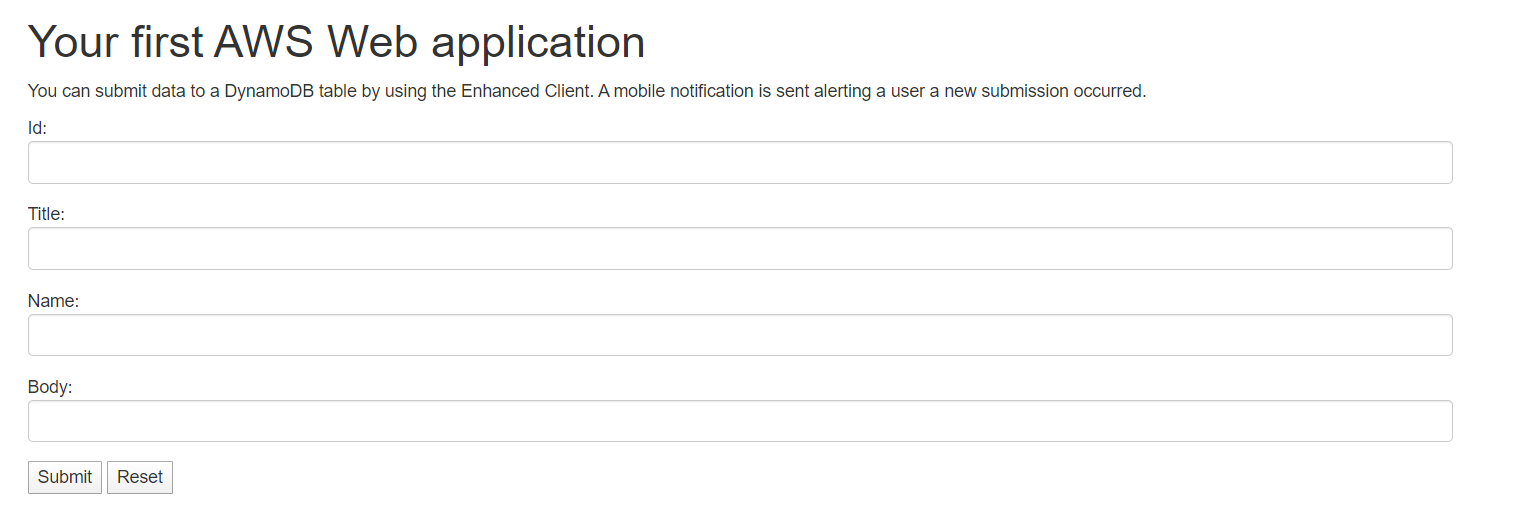 Your first AWS Web application
You can submit data to a DynamoDB table by using the Enhanced Client. A mobile notification is sent alerting a user a new submission occurred.
Id:
Title:
Name:
Body:
Submit Reset